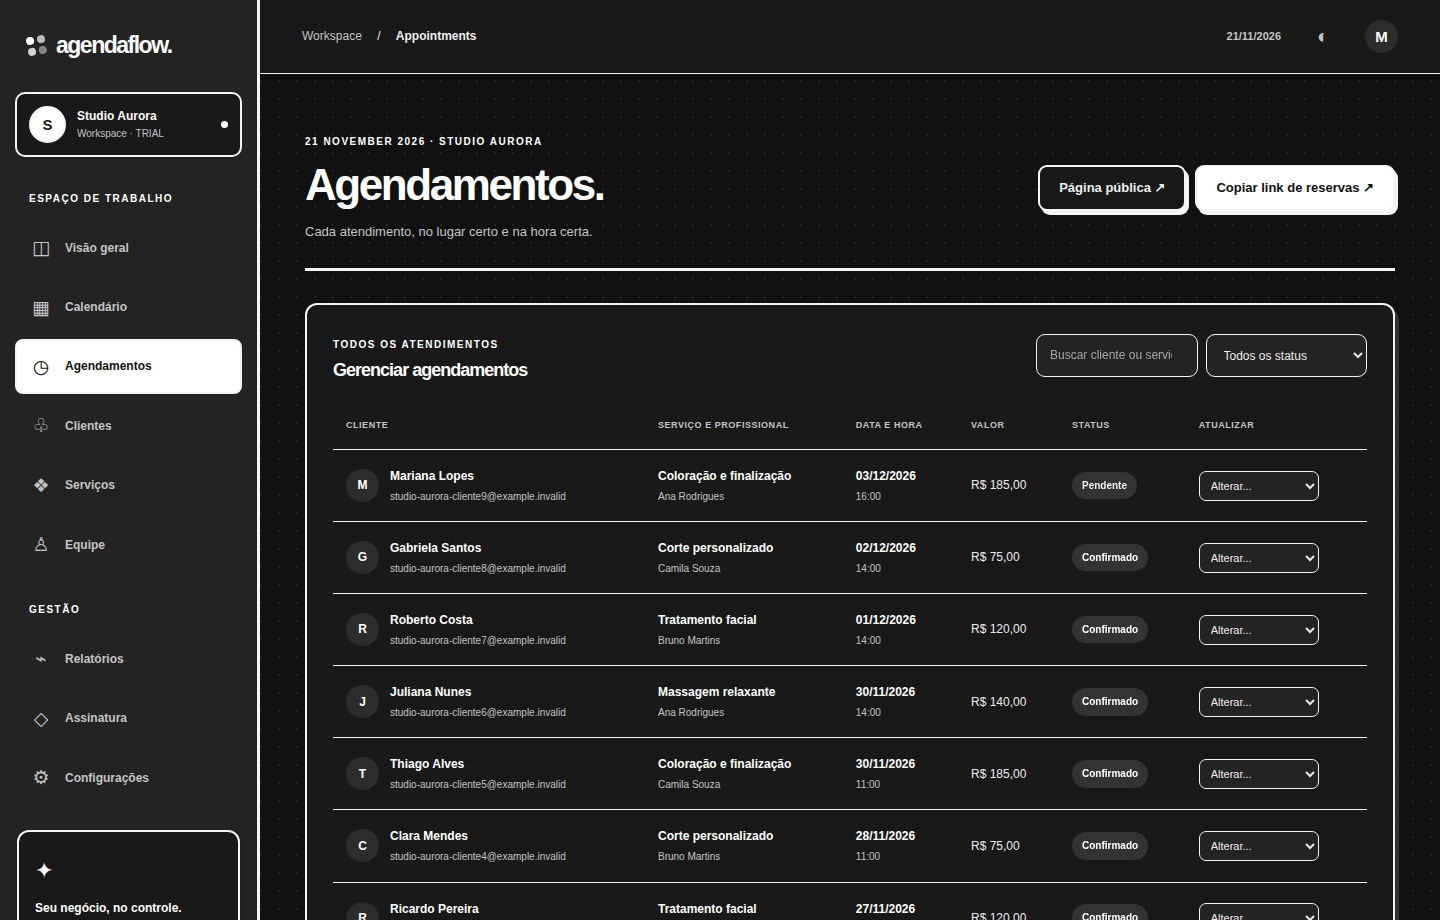 agendaflow.
S
Studio Aurora
Workspace · TRIAL
ESPAÇO DE TRABALHO
Visão geral
Calendário
Agendamentos
Clientes
Serviços
Equipe
GESTÃO
Relatórios
Assinatura
Configurações
Seu negócio, no controle.
Workspace / Appointments
21/11/2026
M
21 NOVEMBER 2026 · STUDIO AURORA
Agendamentos.
Cada atendimento, no lugar certo e na hora certa.
Página pública ↗
Copiar link de reservas ↗
TODOS OS ATENDIMENTOS
Gerenciar agendamentos
Buscar cliente ou servi
Todos os status
CLIENTE SERVIÇO E PROFISSIONAL DATA E HORA VALOR STATUS ATUALIZAR
M Mariana Lopes Coloração e finalização 03/12/2026 R$ 185,00 Pendente Alterar...
studio-aurora-cliente9@example.invalid Ana Rodrigues 16:00
G Gabriela Santos Corte personalizado 02/12/2026 R$ 75,00 Confirmado Alterar...
studio-aurora-cliente8@example.invalid Camila Souza 14:00
R Roberto Costa Tratamento facial 01/12/2026 R$ 120,00 Confirmado Alterar...
studio-aurora-cliente7@example.invalid Bruno Martins 14:00
J Juliana Nunes Massagem relaxante 30/11/2026 R$ 140,00 Confirmado Alterar...
studio-aurora-cliente6@example.invalid Ana Rodrigues 14:00
T Thiago Alves Coloração e finalização 30/11/2026 R$ 185,00 Confirmado Alterar...
studio-aurora-cliente5@example.invalid Camila Souza 11:00
C Clara Mendes Corte personalizado 28/11/2026 R$ 75,00 Confirmado Alterar...
studio-aurora-cliente4@example.invalid Bruno Martins 11:00
R Ricardo Pereira Tratamento facial 27/11/2026 R$ 120,00 Confirmado Alterar...